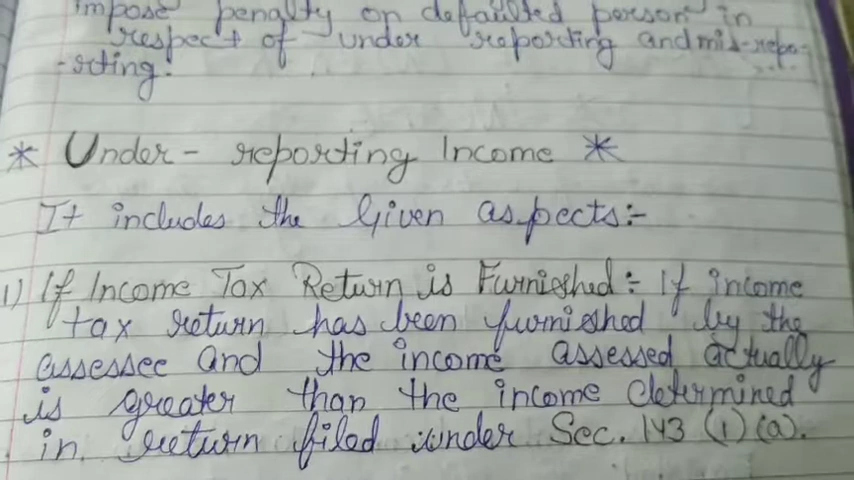 impose penalty on defaulted person in
respect of under reporting and mis-repo-
-rting.
* Under - reporting Income *
It includes the Given aspects:-
1) If Income Tax Return is Furnished:- If income
tax return has been furnished by the
assessee and the income assessed actually
is greater than the income determined
in return filed under Sec. 143 (1) (a).